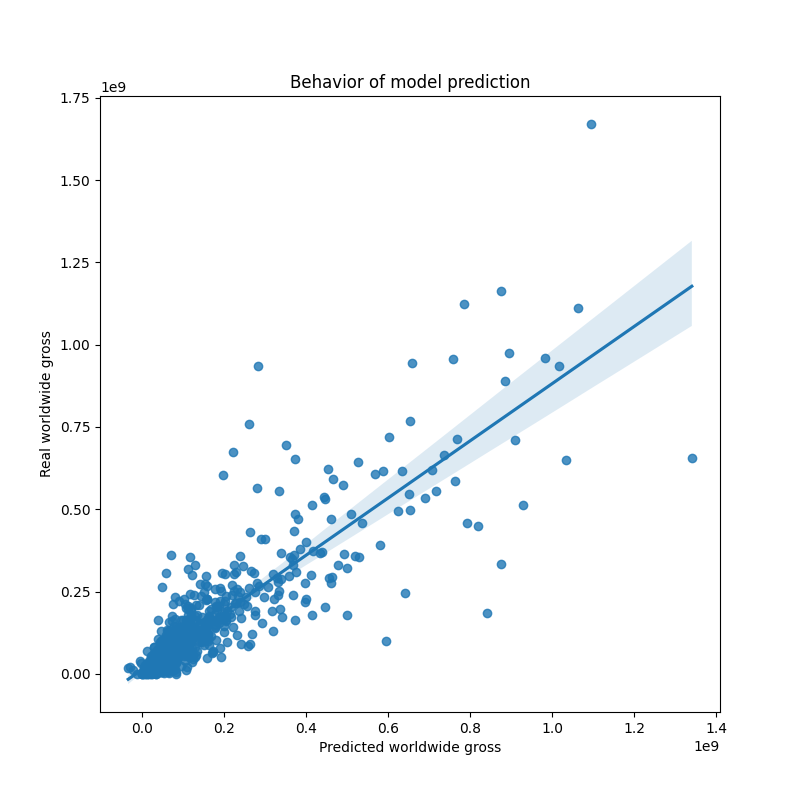 Behavior of model prediction
1e9
1.75
1.50
1.25
1.00
0.75
0.50
0.25
0.00
Real worldwide gross
0.0 0.2 0.4 0.6 0.8 1.0 1.2 1.4
Predicted worldwide gross
1e9